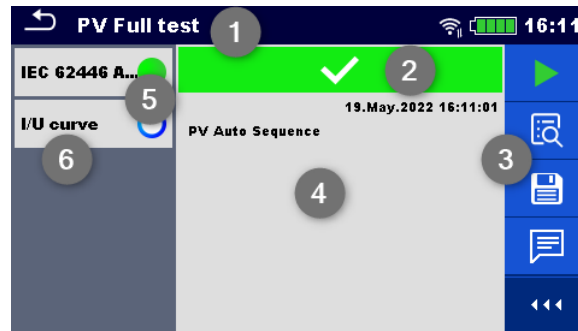 PV Full test
1
16:11
IEC 62446 A...
2
5
19.May.2022 16:11:01
I/U curve
PV Auto Sequence
6
3
4